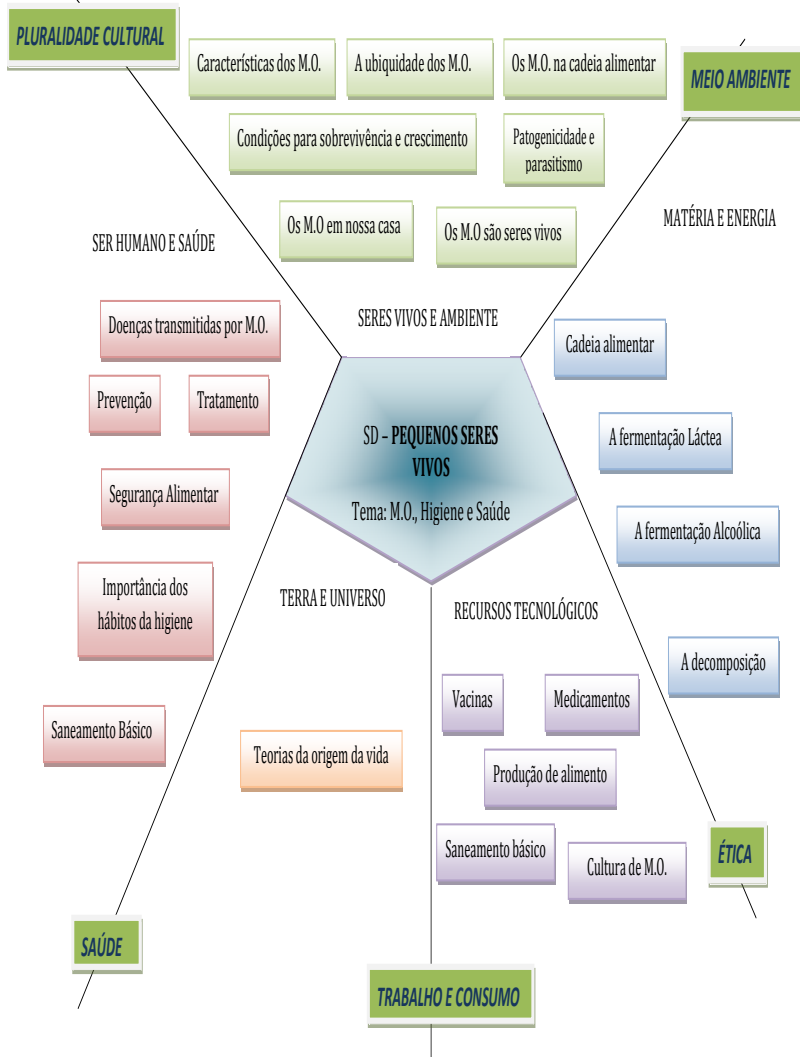 PLURALIDADE CULTURAL
Características dos M.O.
A ubiquidade dos M.O.
Os M.O. na cadeia alimentar
MEIO AMBIENTE
Condições para sobrevivência e crescimento
Patogenicidade e
parasitismo
Os M.O em nossa casa
Os M.O são seres vivos
MATÉRIA E ENERGIA
SER HUMANO E SAÚDE
SERES VIVOS E AMBIENTE
Doenças transmitidas por M.O.
Prevenção
Tratamento
Segurança Alimentar
Importância dos
hábitos da higiene
Saneamento Básico
SD – PEQUENOS SERES
VIVOS
Tema: M.O., Higiene e Saúde
Cadeia alimentar
A fermentação Láctea
A fermentação Alcoólica
A decomposição
TERRA E UNIVERSO
Teorias da origem da vida
RECURSOS TECNOLÓGICOS
Vacinas
Medicamentos
Produção de alimento
Saneamento básico
Cultura de M.O.
ÉTICA
SAÚDE
TRABALHO E CONSUMO